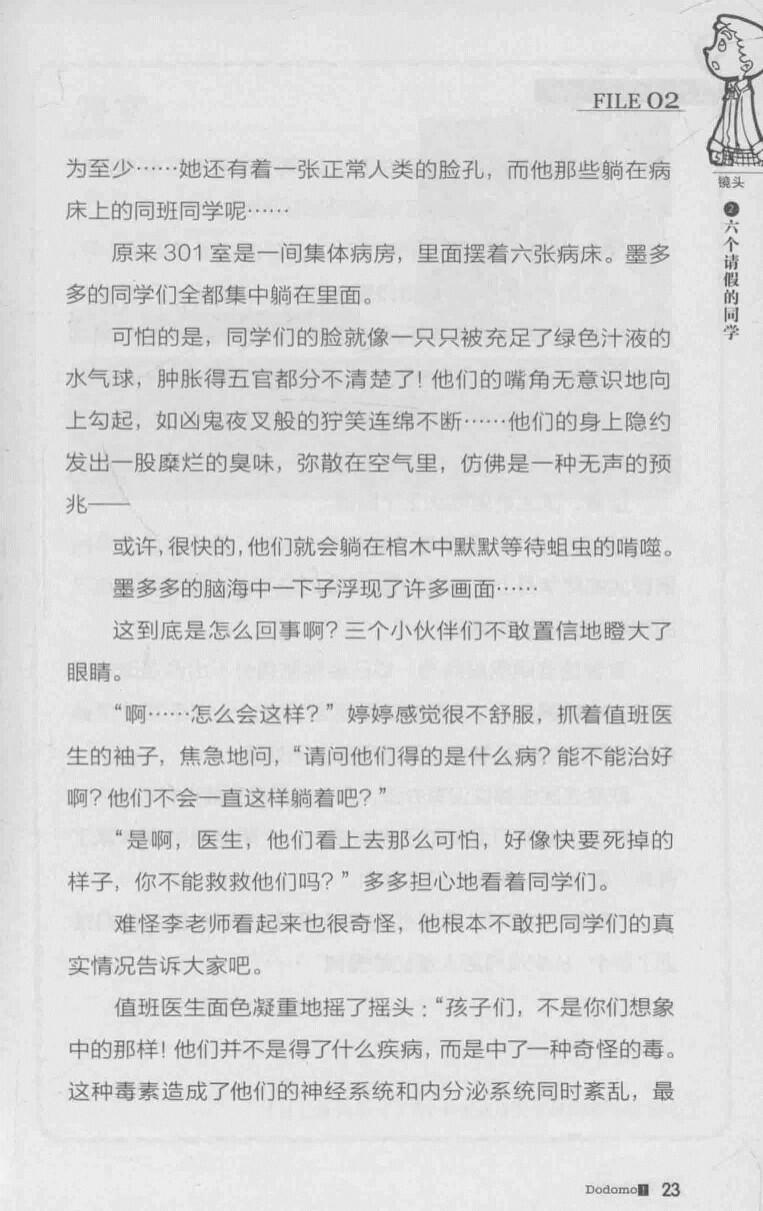 FILE 02
镜头
❷六个请假的同学
为至少……她还有着一张正常人类的脸孔，而他那些躺在病
床上的同班同学呢……
原来 301 室是一间集体病房，里面摆着六张病床。墨多
多的同学们全都集中躺在里面。
可怕的是，同学们的脸就像一只只被充足了绿色汁液的
水气球，肿胀得五官都分不清楚了！他们的嘴角无意识地向
上勾起，如凶鬼夜叉般的狞笑连绵不断……他们的身上隐约
发出一股糜烂的臭味，弥散在空气里，仿佛是一种无声的预
兆——
或许，很快的，他们就会躺在棺木中默默等待蛆虫的啃噬。
墨多多的脑海中一下子浮现了许多画面……
这到底是怎么回事啊？三个小伙伴们不敢置信地瞪大了
眼睛。
“啊……怎么会这样？”婷婷感觉很不舒服，抓着值班医
生的袖子，焦急地问，“请问他们得的是什么病？能不能治好
啊？他们不会一直这样躺着吧？”
“是啊，医生，他们看上去那么可怕，好像快要死掉的
样子，你不能救救他们吗？”多多担心地看着同学们。
难怪李老师看起来也很奇怪，他根本不敢把同学们的真
实情况告诉大家吧。
值班医生面色凝重地摇了摇头：“孩子们，不是你们想象
中的那样！他们并不是得了什么疾病，而是中了一种奇怪的毒。
这种毒素造成了他们的神经系统和内分泌系统同时紊乱，最
Dodomo1 23